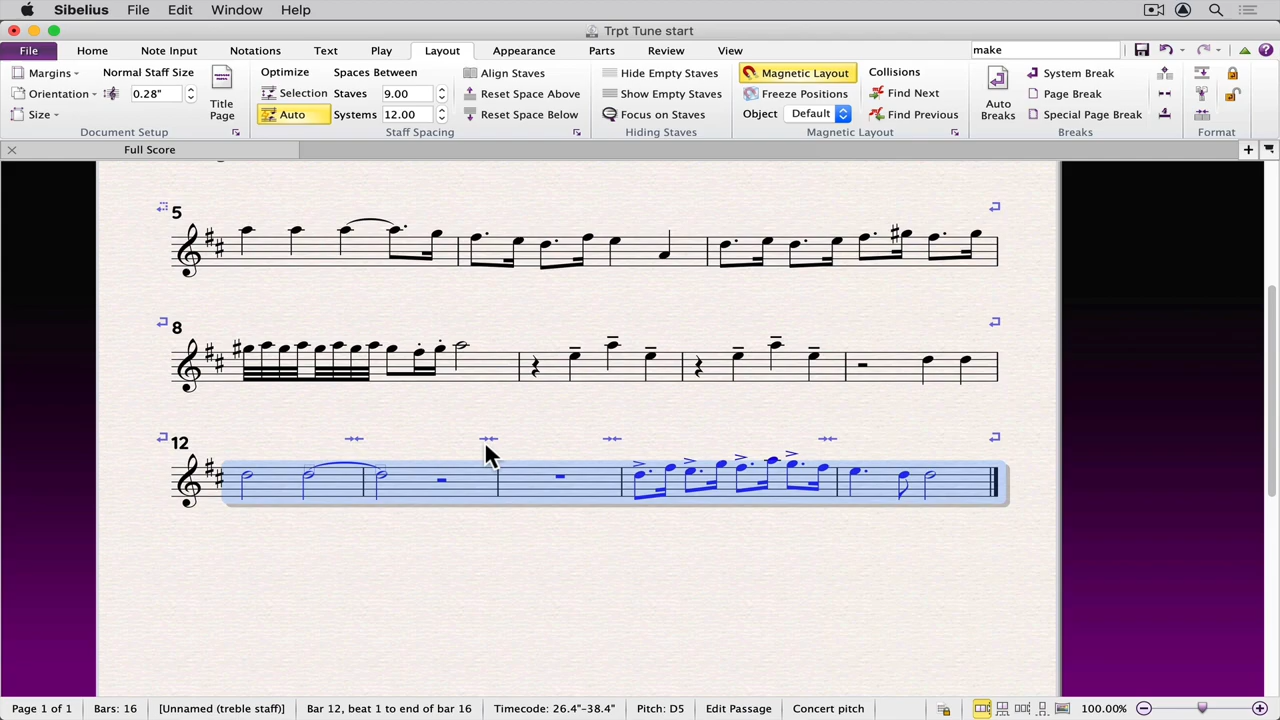 Sibelius File Edit Window Help
Trpt Tune start
File Home Note Input Notations Text Play Layout Appearance Parts Review View make
Margins Normal Staff Size Optimize Spaces Between Align Staves Hide Empty Staves Magnetic Layout Collisions System Break
Orientation 0.28" Selection Staves 9.00 Reset Space Above Show Empty Staves Freeze Positions Find Next Page Break
Size Title Page Auto Systems 12.00 Reset Space Below Focus on Staves Object Default Find Previous Auto Breaks Special Page Break
Document Setup Staff Spacing Hiding Staves Magnetic Layout Breaks Format
Full Score
5
8
12
Page 1 of 1 Bars: 16 [Unnamed (treble staff)] Bar 12, beat 1 to end of bar 16 Timecode: 26.4"-38.4" Pitch: D5 Edit Passage Concert pitch 100.00%